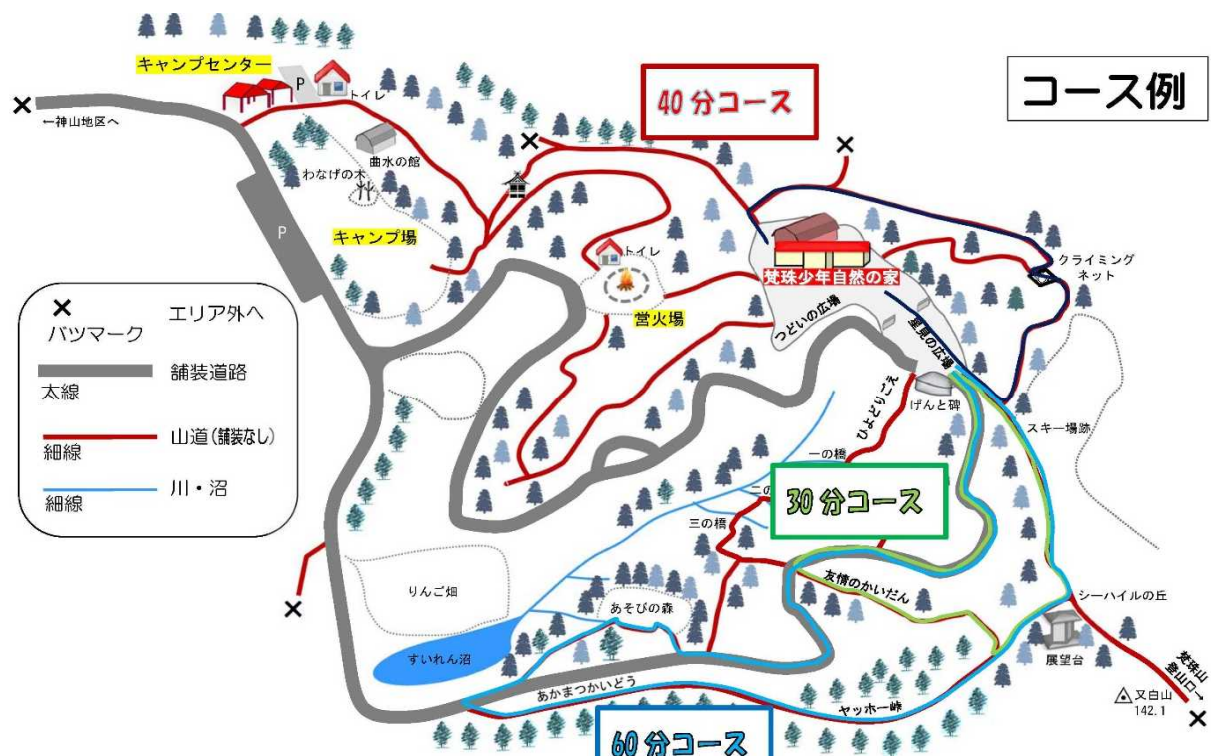 コース例
キャンプセンター
P
トイレ
←神山地区へ
曲水の館
わなげの木
キャンプ場
P
40分コース
トイレ
営火場
梵珠少年自然の家
つどいの広場
星見の広場
クライミング
ネット
げんと碑
スキー場跡
ひよどりごえ
一の橋
二の
三の橋
30分コース
友情のかいだん
シーハイルの丘
展望台
梵珠山
登山口→
又白山
142.1
バツマーク
エリア外へ
太線
舗装道路
細線
山道(舗装なし)
細線
川・沼
りんご畑
あそびの森
すいれん沼
あかまつかいどう
ヤッホー峠
60分コース